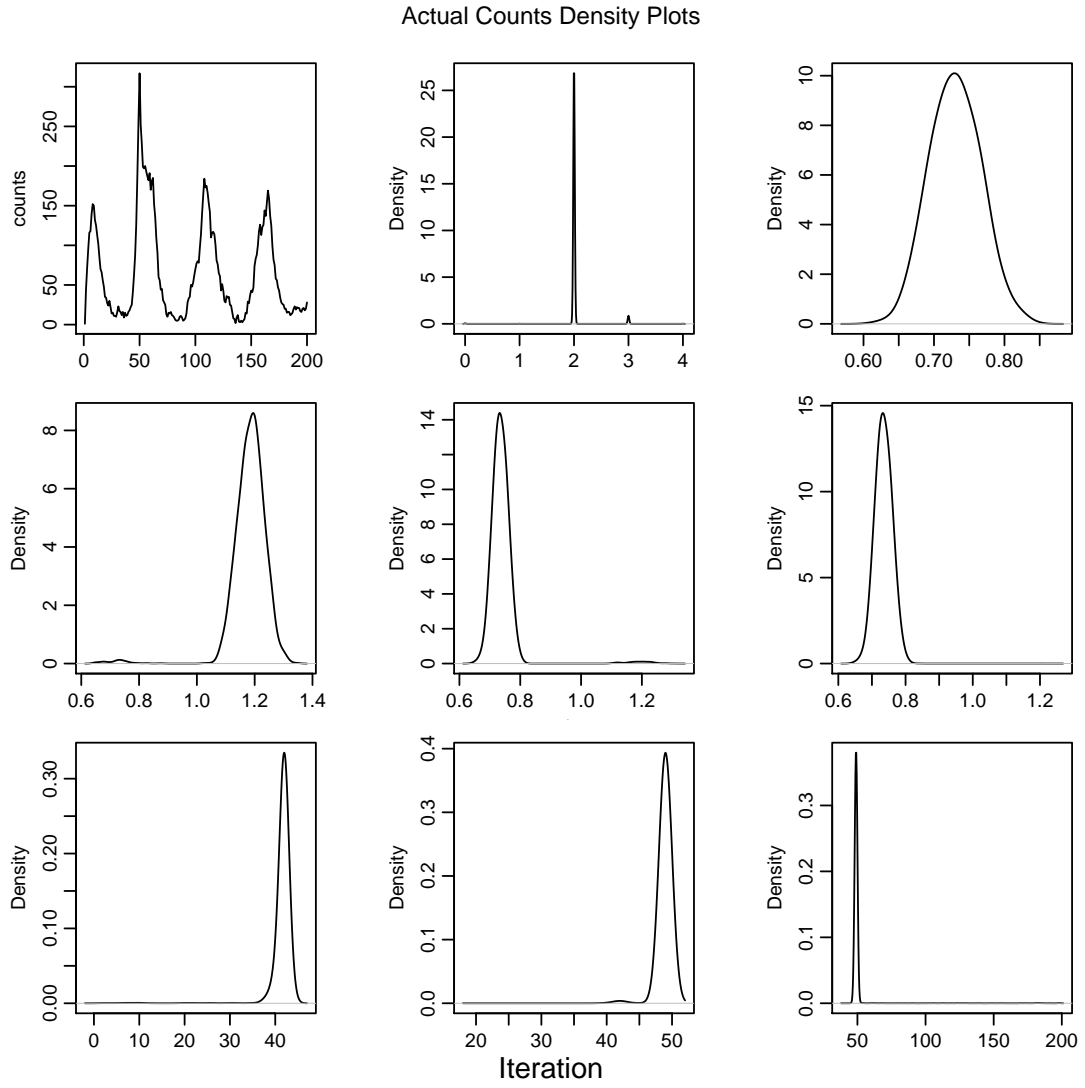 Actual Counts Density Plots
counts
0 50 150 250
0 50 100 150 200
Density
0 5 10 15 20 25
0 1 2 3 4
Density
0 2 4 6 8 10
0.60 0.70 0.80
Density
0 2 4 6 8
0.6 0.8 1.0 1.2 1.4
Density
0 2 4 6 8 10 14
0.6 0.8 1.0 1.2
Density
0 5 10 15
0.6 0.8 1.0 1.2
Density
0.00 0.10 0.20 0.30
0 10 20 30 40
Density
0.0 0.1 0.2 0.3 0.4
20 30 40 50
Density
0.0 0.1 0.2 0.3
50 100 150 200
Iteration